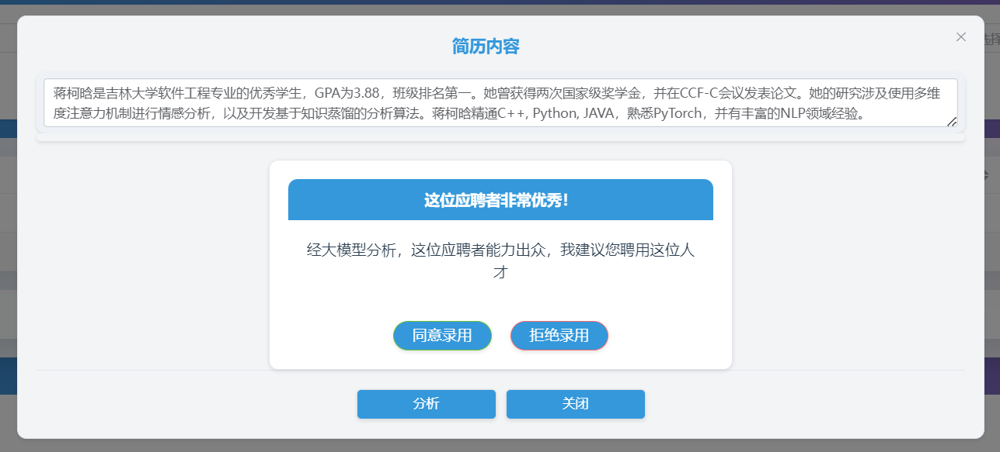 简历内容
蒋柯晗是吉林大学软件工程专业的优秀学生，GPA为3.88，班级排名第一。她曾获得两次国家级奖学金，并在CCF-C会议发表论文。她的研究涉及使用多维
度注意力机制进行情感分析，以及开发基于知识蒸馏的分析算法。蒋柯晗精通C++, Python, JAVA，熟悉PyTorch，并有丰富的NLP领域经验。
这位应聘者非常优秀！
经大模型分析，这位应聘者能力出众，我建议您聘用这位人
才
同意录用
拒绝录用
分析
关闭